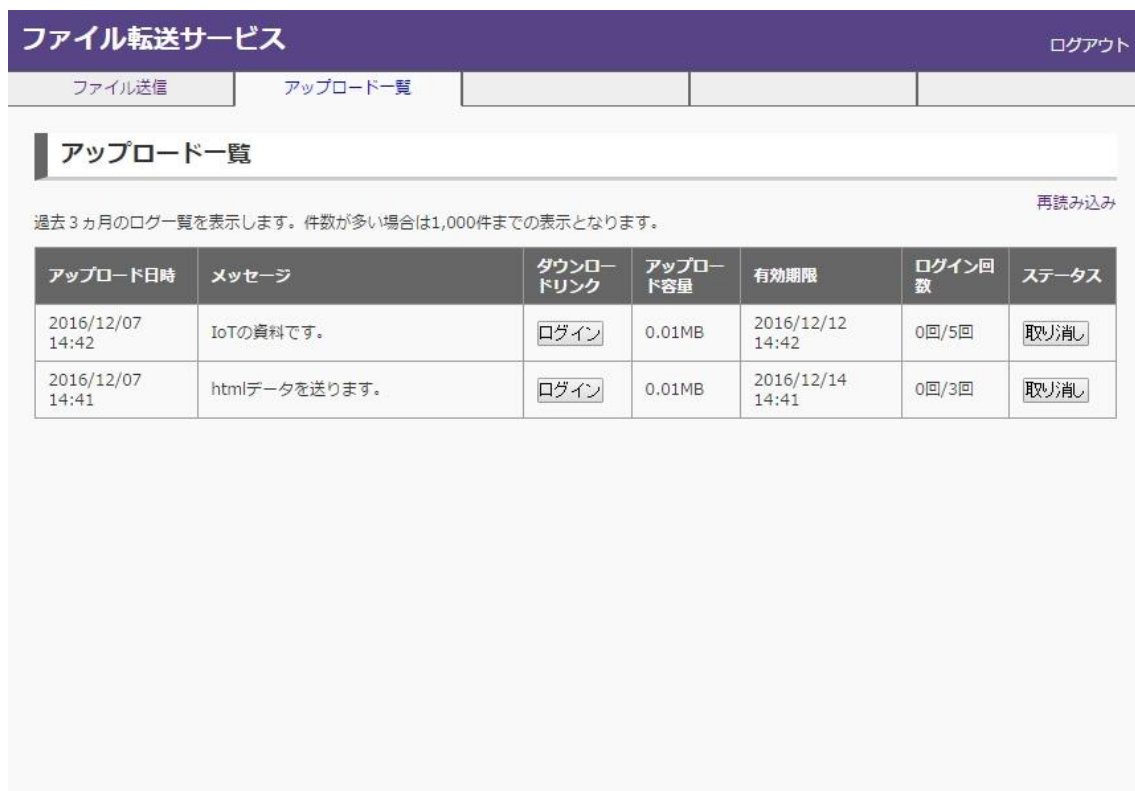 ファイル転送サービス
ログアウト
ファイル送信
アップロード一覧
アップロード一覧
再読み込み
過去３ヵ月のログ一覧を表示します。件数が多い場合は1,000件までの表示となります。
アップロード日時 メッセージ ダウンロー アップロー 有効期限 ログイン回 ステータス
ドリンク ド容量 数
2016/12/07 IoTの資料です。 ログイン 0.01MB 2016/12/12 0回/5回 取り消し
14:42 14:42
2016/12/07 htmlデータを送ります。 ログイン 0.01MB 2016/12/14 0回/3回 取り消し
14:41 14:41